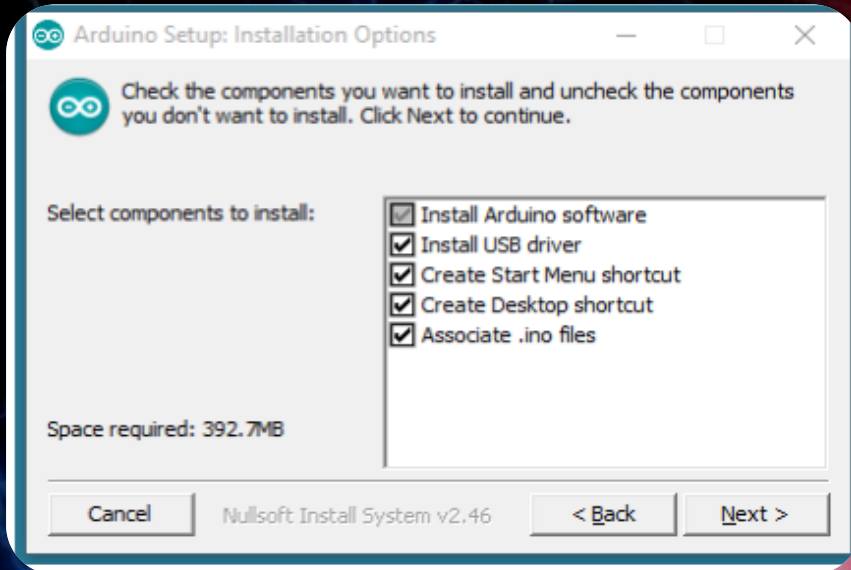 Arduino Setup: Installation Options
Check the components you want to install and uncheck the components
you don't want to install. Click Next to continue.
Select components to install:
Install Arduino software
Install USB driver
Create Start Menu shortcut
Create Desktop shortcut
Associate .ino files
Space required: 392.7MB
Cancel
Nullsoft Install System v2.46
< Back
Next >